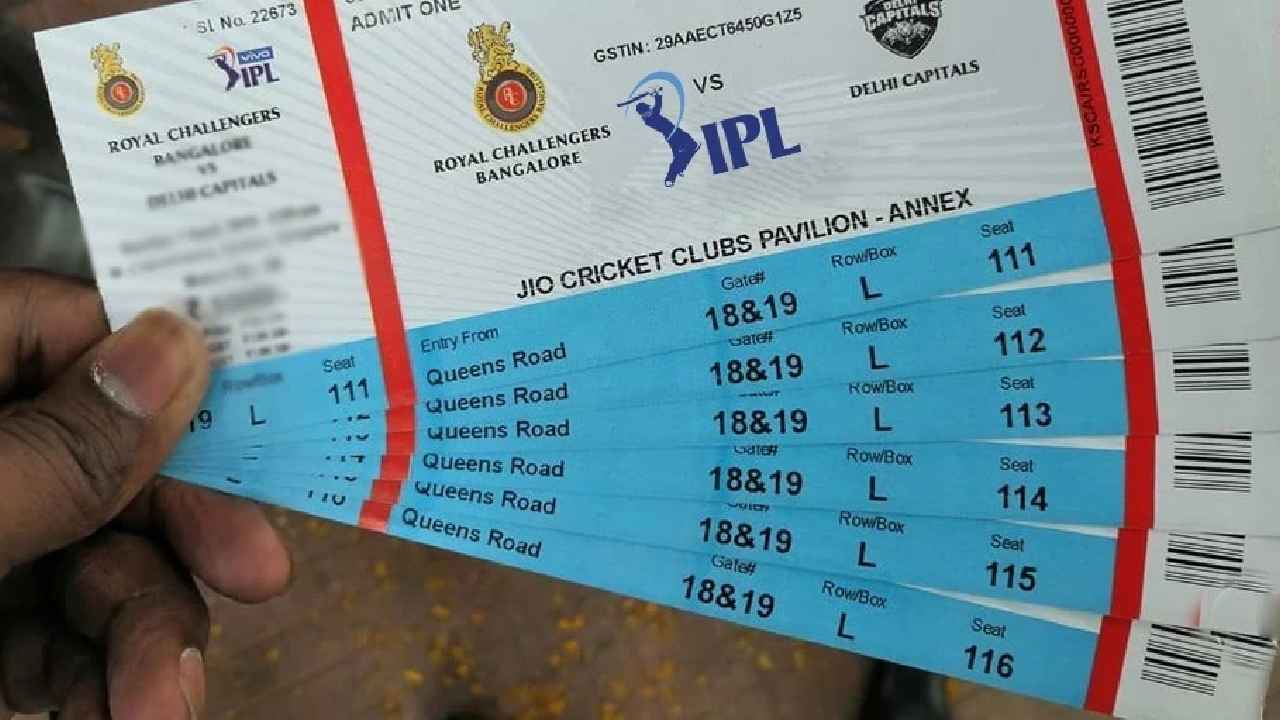 Sl No. 22673
vivo
IPL
ROYAL CHALLENGERS
BANGALORE
VS
DELHI CAPITALS
Row/Box
Seat
19
L
111
ADMIT ONE
GSTIN: 29AAECT6450G1Z5
CAPITALS
ROYAL CHALLENGERS
BANGALORE
VS
IPL
DELHI CAPITALS
JIO CRICKET CLUBS PAVILION - ANNEX
Entry From
Gate#
Row/Box
Seat
Queens Road
18&19
L
111
Gate#
Row/Box
Seat
Queens Road
18&19
L
112
Row/Box
Seat
Queens Road
18&19
L
113
Gate#
Row/Box
Seat
Queens Road
18&19
L
114
Row/Box
Seat
Queens Road
18&19
L
115
Gate#
Row/Box
Seat
Queens Road
18&19
L
116